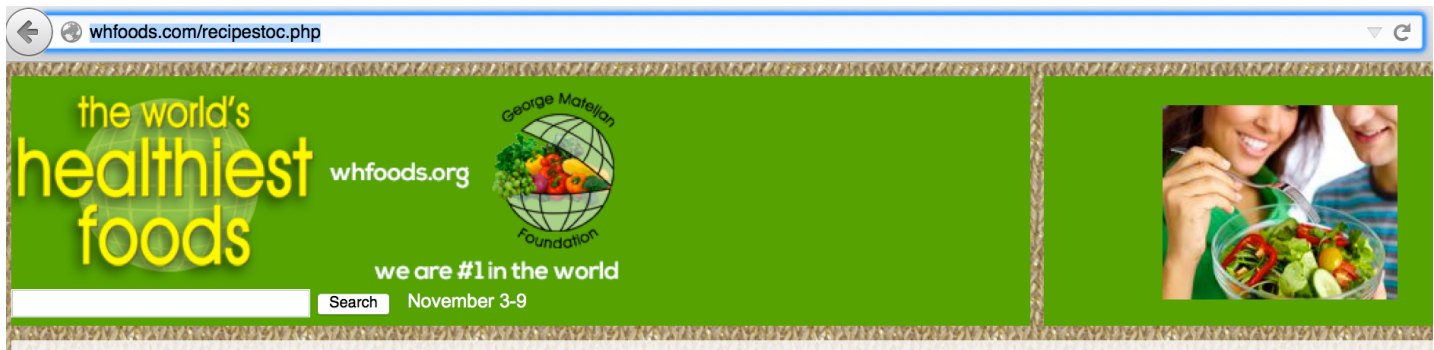 whfoods.com/recipestoc.php
the world's
healthiest
foods
whfoods.org
George Mateljan
Foundation
we are #1 in the world
Search
November 3-9